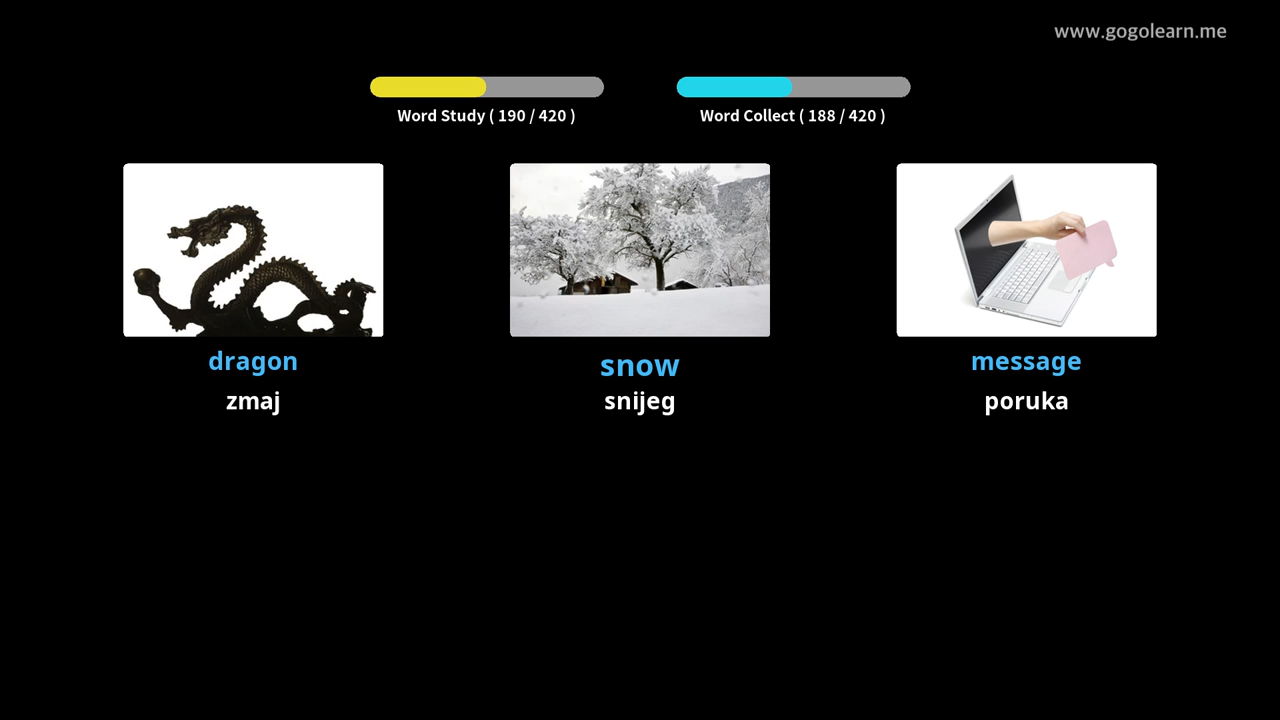 www.gogolearn.me
Word Study ( 190 / 420 )
Word Collect ( 188 / 420 )
dragon
snow
message
zmaj
snijeg
poruka